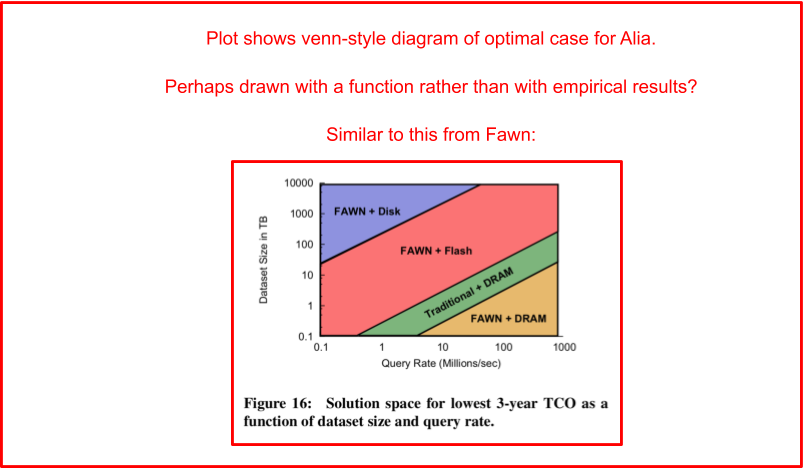 Plot shows venn-style diagram of optimal case for Alia.
Perhaps drawn with a function rather than with empirical results?
Similar to this from Fawn:
10000
1000
100
10
1
0.1
Dataset Size in TB
FAWN + Disk
FAWN + Flash
Traditional + DRAM
FAWN + DRAM
0.1 1 10 100 1000
Query Rate (Millions/sec)
Figure 16: Solution space for lowest 3-year TCO as a
function of dataset size and query rate.